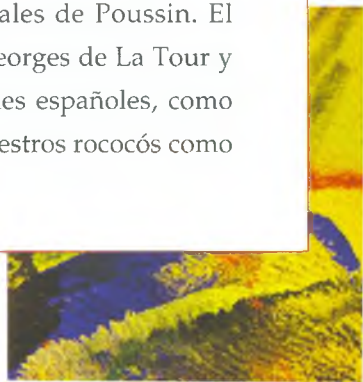 ales de Poussin. El
eorges de La Tour y
es españoles, como
estros rococós como